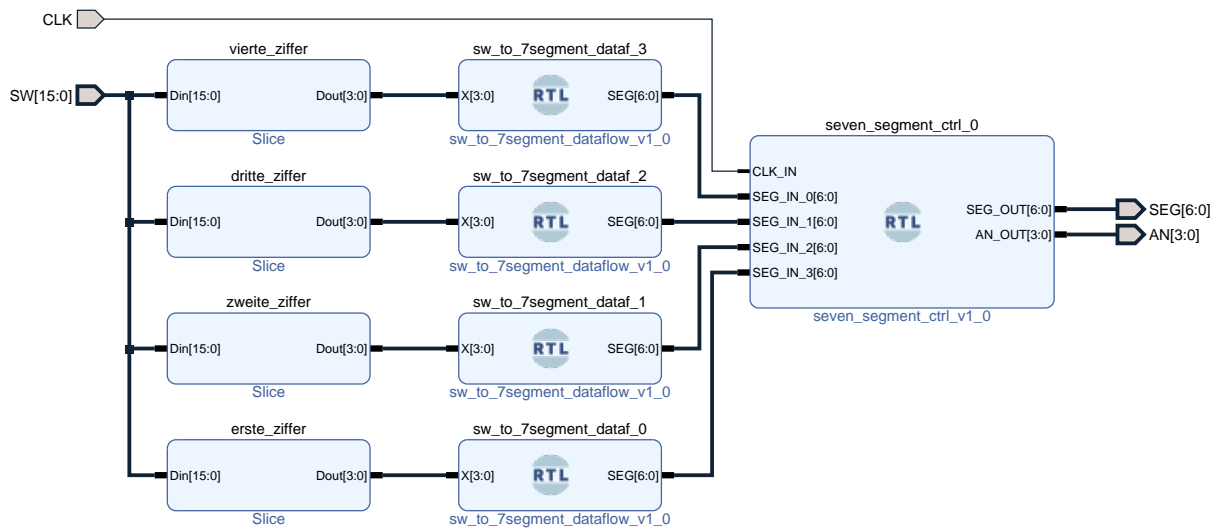 CLK
vierte_ziffer
sw_to_7segment_dataf_3
SW[15:0]
Din[15:0]
Dout[3:0]
X[3:0]
RTL
SEG[6:0]
Slice
sw_to_7segment_dataflow_v1_0
dritte_ziffer
sw_to_7segment_dataf_2
Din[15:0]
Dout[3:0]
X[3:0]
RTL
SEG[6:0]
Slice
sw_to_7segment_dataflow_v1_0
zweite_ziffer
sw_to_7segment_dataf_1
Din[15:0]
Dout[3:0]
X[3:0]
RTL
SEG[6:0]
Slice
sw_to_7segment_dataflow_v1_0
erste_ziffer
sw_to_7segment_dataf_0
Din[15:0]
Dout[3:0]
X[3:0]
RTL
SEG[6:0]
Slice
sw_to_7segment_dataflow_v1_0
seven_segment_ctrl_0
CLK_IN
SEG_IN_0[6:0]
SEG_IN_1[6:0]
SEG_IN_2[6:0]
SEG_IN_3[6:0]
RTL
SEG_OUT[6:0]
AN_OUT[3:0]
seven_segment_ctrl_v1_0
SEG[6:0]
AN[3:0]